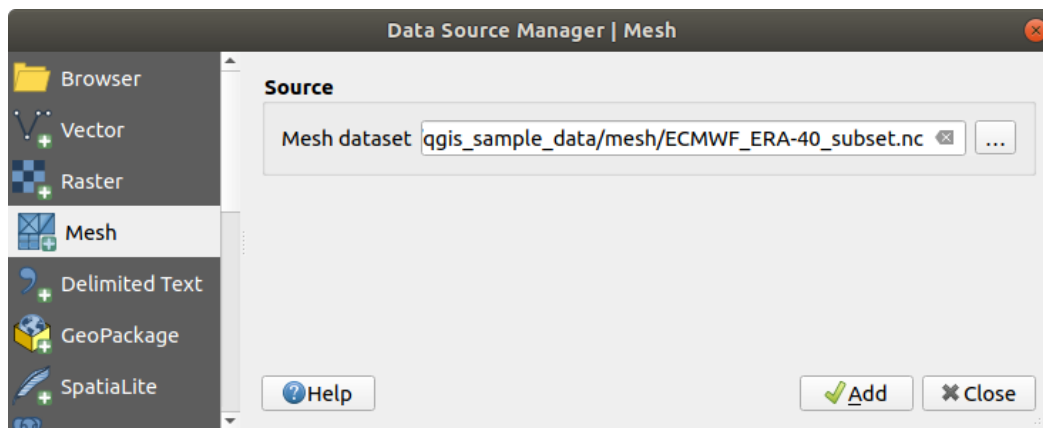 Data Source Manager | Mesh
Browser
Vector
Raster
Mesh
Delimited Text
GeoPackage
SpatiaLite
Source
Mesh dataset qgis_sample_data/mesh/ECMWF_ERA-40_subset.nc ...
Help
Add
Close